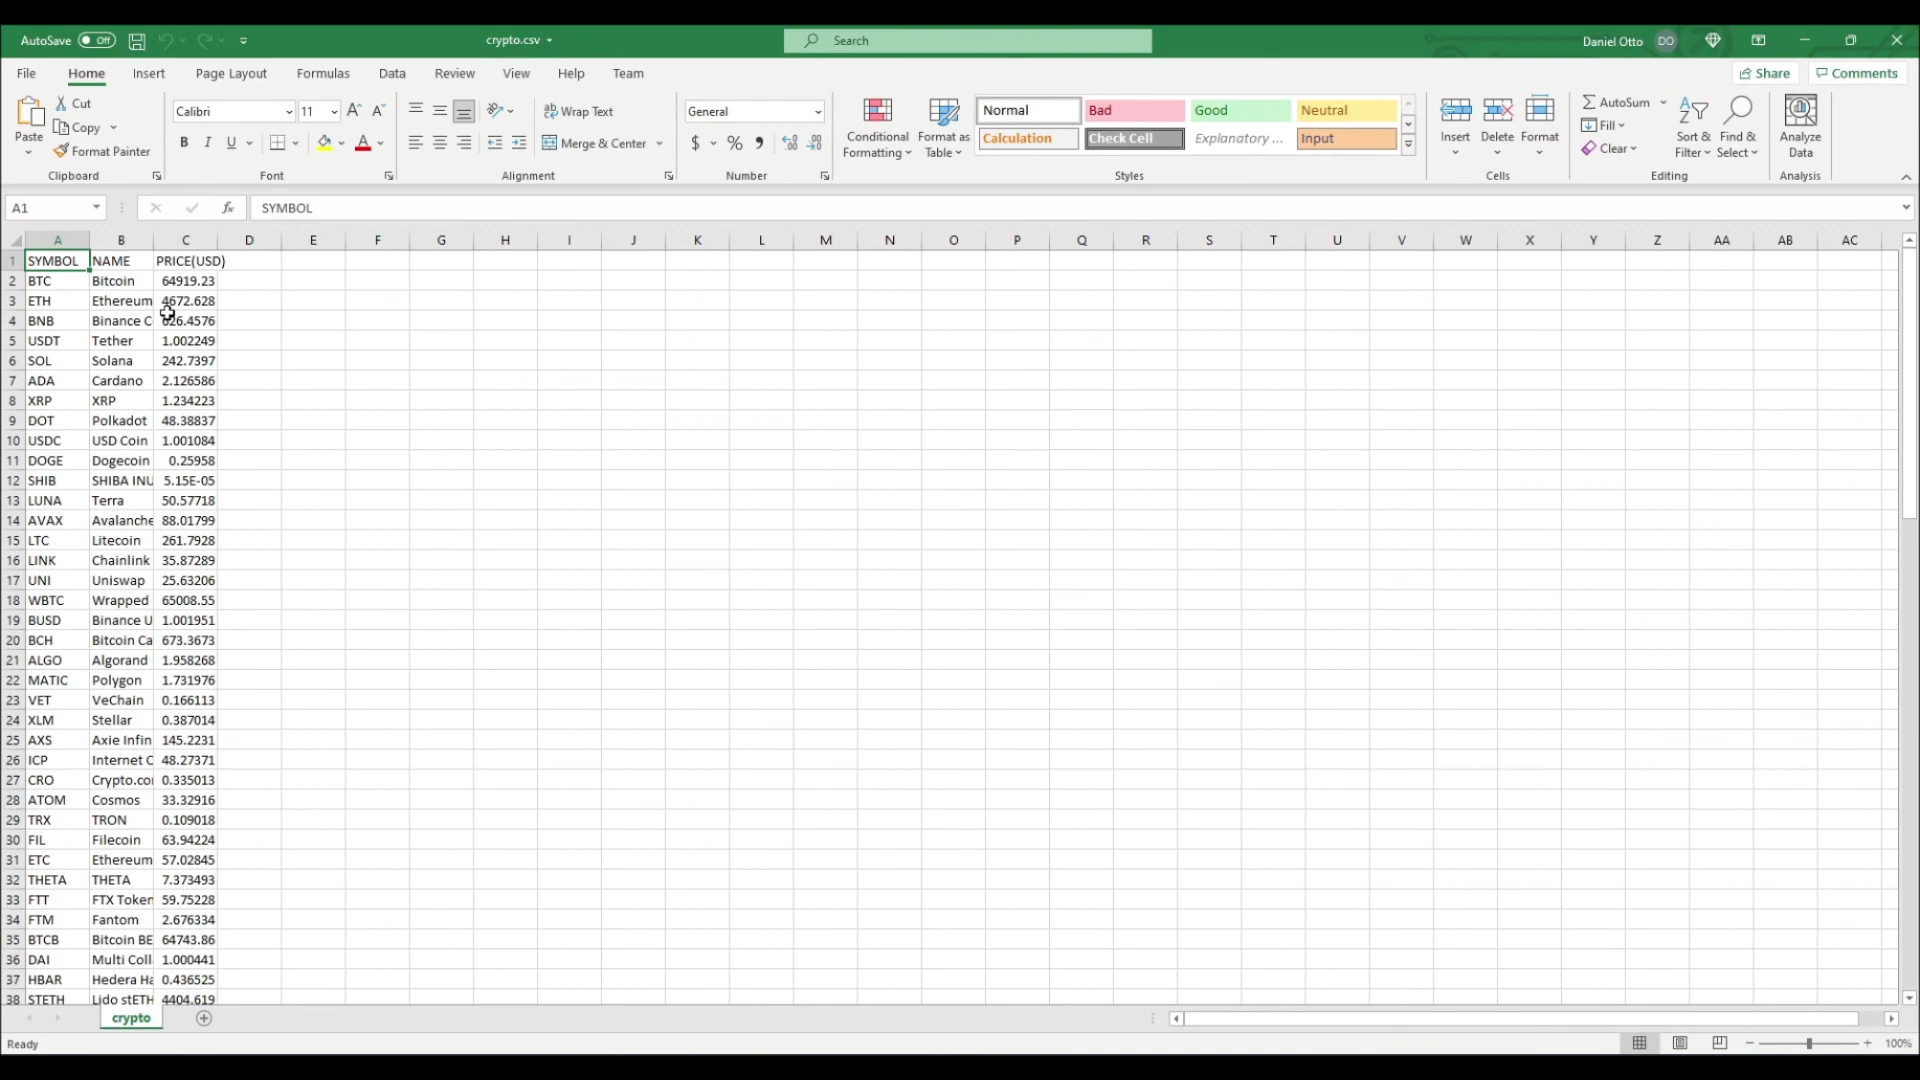 AutoSave Off crypto.csv Search Daniel Otto DO
File Home Insert Page Layout Formulas Data Review View Help Team Share Comments
Paste Cut Copy Format Painter Clipboard
Calibri 11 B I U Font
Wrap Text Merge & Center Alignment
General $ % Number
Conditional Formatting Format as Table
Normal Bad Good Neutral
Calculation Check Cell Explanatory ... Input
Styles
Insert Delete Format Cells
AutoSum Fill Clear Sort & Filter Find & Select Editing
Analyze Data Analysis
A1 fx SYMBOL
A B C D E F G H I J K L M N O P Q R S T U V W X Y Z AA AB AC
1 SYMBOL NAME PRICE(USD)
2 BTC Bitcoin 64919.23
3 ETH Ethereum 4672.628
4 BNB Binance C 626.4576
5 USDT Tether 1.002249
6 SOL Solana 242.7397
7 ADA Cardano 2.126586
8 XRP XRP 1.234223
9 DOT Polkadot 48.38837
10 USDC USD Coin 1.001084
11 DOGE Dogecoin 0.25958
12 SHIB SHIBA INU 5.15E-05
13 LUNA Terra 50.57718
14 AVAX Avalanche 88.01799
15 LTC Litecoin 261.7928
16 LINK Chainlink 35.87289
17 UNI Uniswap 25.63206
18 WBTC Wrapped 65008.55
19 BUSD Binance U 1.001951
20 BCH Bitcoin Ca 673.3673
21 ALGO Algorand 1.958268
22 MATIC Polygon 1.731976
23 VET VeChain 0.166113
24 XLM Stellar 0.387014
25 AXS Axie Infin 145.2231
26 ICP Internet C 48.27371
27 CRO Crypto.co 0.335013
28 ATOM Cosmos 33.32916
29 TRX TRON 0.109018
30 FIL Filecoin 63.94224
31 ETC Ethereum 57.02845
32 THETA THETA 7.373493
33 FTT FTX Token 59.75228
34 FTM Fantom 2.676334
35 BTCB Bitcoin BE 64743.86
36 DAI Multi Coll 1.000441
37 HBAR Hedera Ha 0.436525
38 STETH Lido stETH 4404.619
crypto
Ready 100%